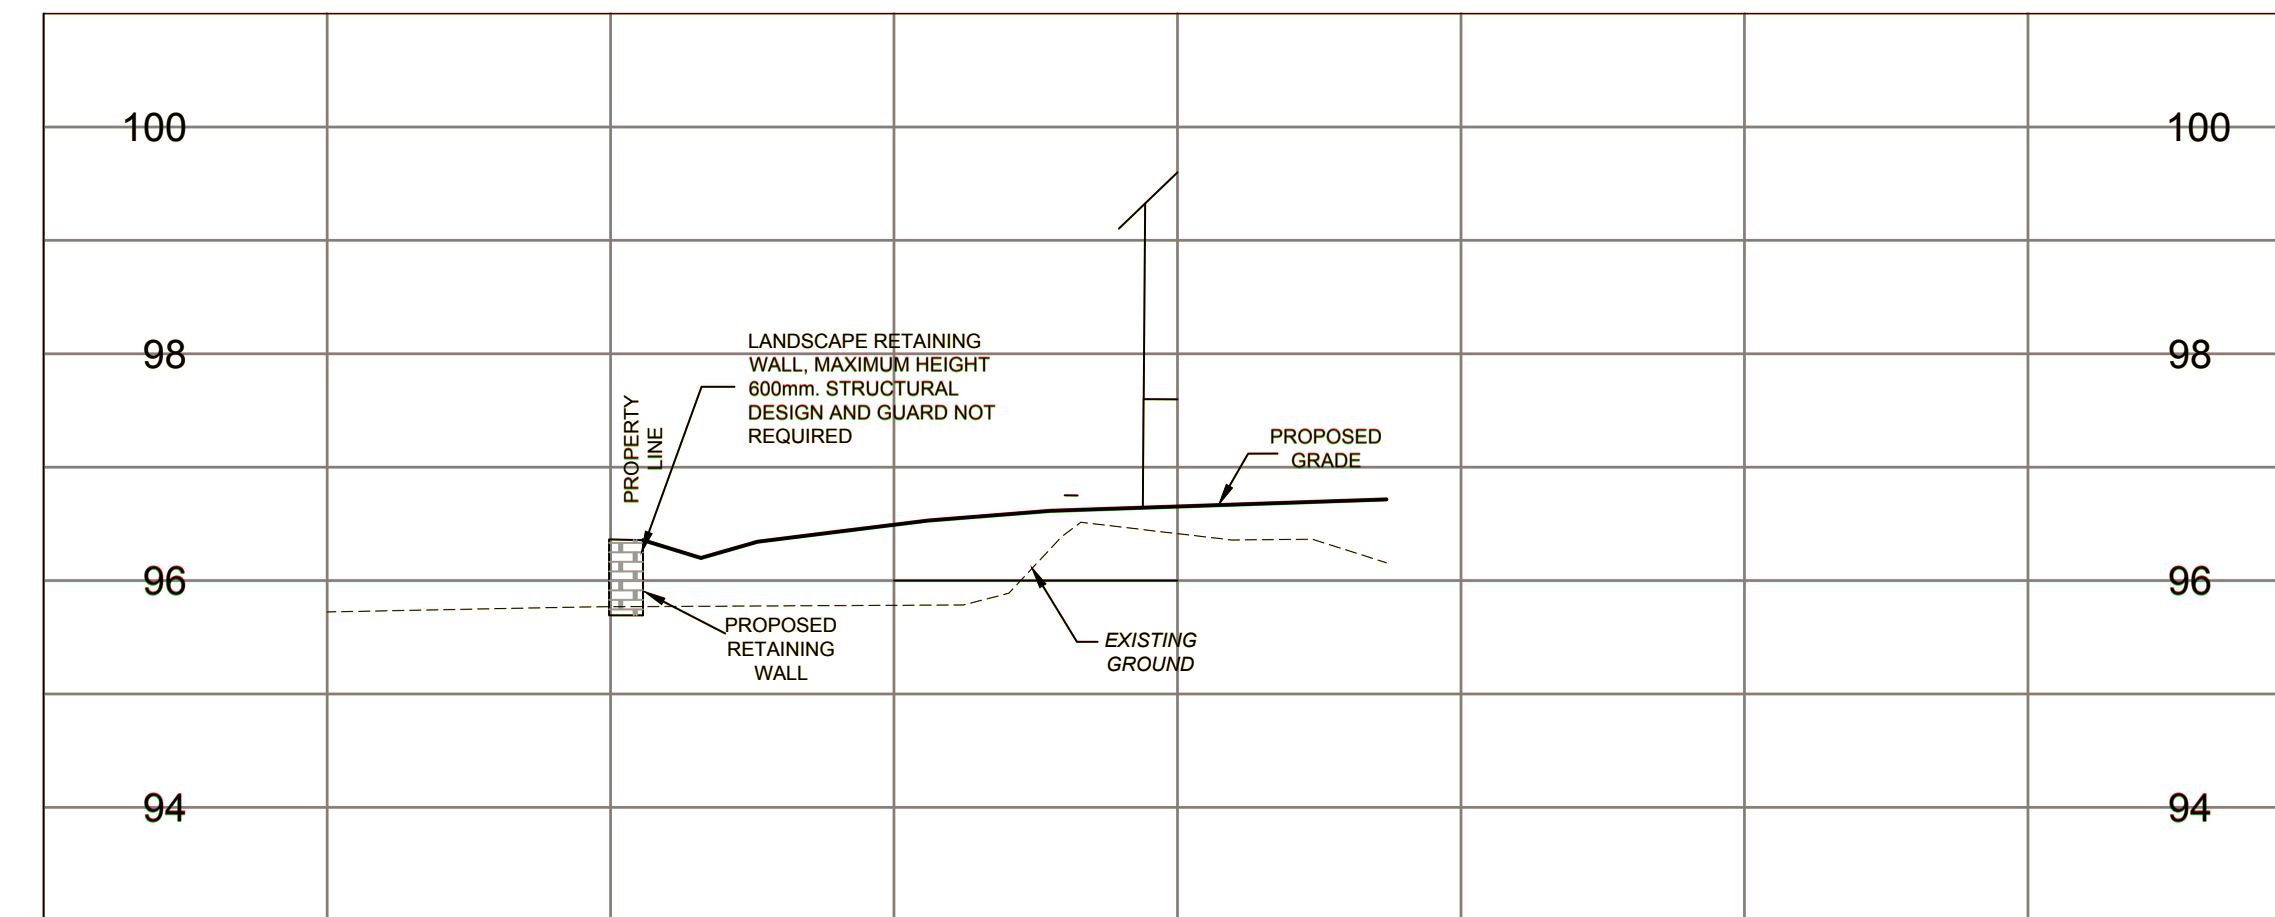 100
100
98
98
LANDSCAPE RETAINING
WALL, MAXIMUM HEIGHT
600mm. STRUCTURAL
DESIGN AND GUARD NOT
REQUIRED
PROPERTY
LINE
PROPOSED
GRADE
96
96
PROPOSED
RETAINING
WALL
EXISTING
GROUND
94
94